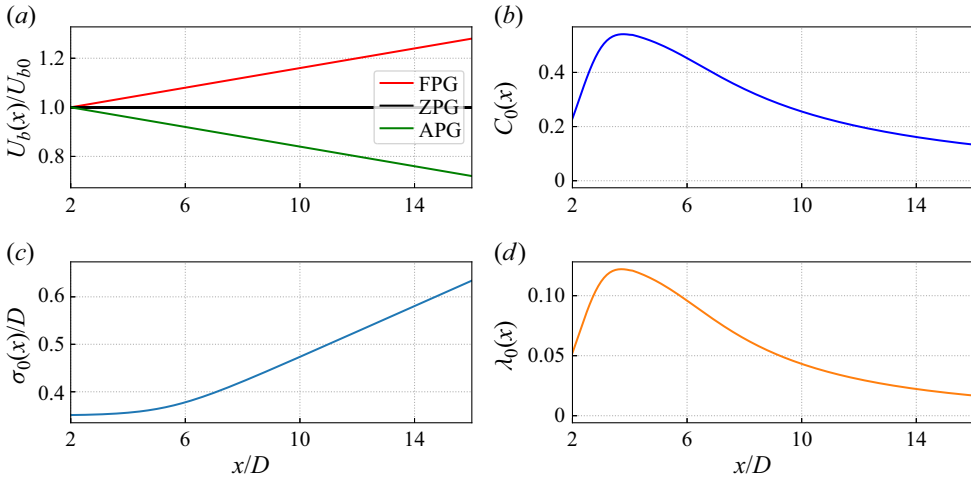 (a)
U_b(x)/U_{b0}
1.2
1.0
0.8
FPG
ZPG
APG
2 6 10 14
(b)
C_0(x)
0.4
0.2
0
2 6 10 14
(c)
σ_0(x)/D
0.6
0.5
0.4
2 6 10 14
x/D
(d)
λ_0(x)
0.10
0.05
0
2 6 10 14
x/D